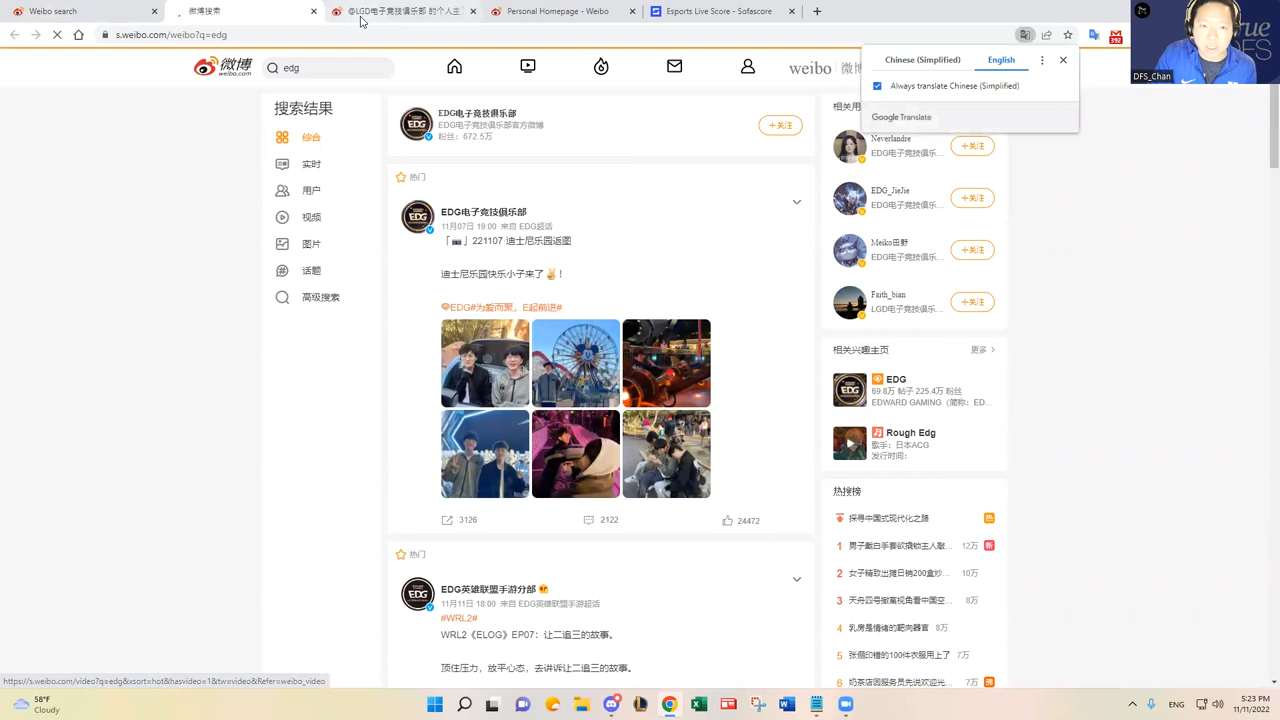 Weibo search
微博搜索
@LGD电子竞技俱乐部 的个人主
Personal Homepage - Weibo
Esports Live Score - Sofascore
s.weibo.com/weibo?q=edg
392
Chinese (Simplified)
English
Always translate Chinese (Simplified)
Google Translate
DFS_Chan
微博
weibo.com
edg
weibo
搜索结果
综合
实时
用户
视频
图片
话题
高级搜索
EDG电子竞技俱乐部
EDG电子竞技俱乐部官方微博
粉丝：672.5万
+关注
热门
EDG电子竞技俱乐部
11月07日 19:00 来自 EDG超话
「📷」221107 迪士尼乐园返图
迪士尼乐园快乐小子来了✌！
EDG#为爱而聚，E起前进#
3126
2122
24472
热门
EDG英雄联盟手游分部
11月11日 18:00 来自 EDG英雄联盟手游超话
#WRL2#
WRL2《ELOG》EP07：让二追三的故事。
顶住压力，放平心态，去讲诉让二追三的故事。
相关用
Neverlandre
EDG电子竞技俱乐...
+关注
EDG_JieJie
EDG电子竞技俱乐...
+关注
Meiko田野
EDG电子竞技俱乐...
+关注
Faith_bian
LGD电子竞技俱乐...
+关注
相关兴趣主页
更多
EDG
69.8万 帖子 225.4万 粉丝
EDWARD GAMING（简称：ED...
Rough Edg
歌手：日本ACG
发行时间：
热搜榜
探寻中国式现代化之路
热
1 男子戴白手套欲撬锁主人敲... 12万 新
2 女子精致出摊日销200盒炒... 10万
3 天舟四号撤离视角看中国空... 8万
4 乳房是情绪的靶向器官 8万
5 张俪印错的100件衣服用上了 7万
6 奶茶店因服务员先说欢迎光... 7万 沸
https://s.weibo.com/video?q=edg&xsort=hot&hasvideo=1&tw=video&Refer=weibo_video
58°F
Cloudy
ENG
5:23 PM
11/11/2022